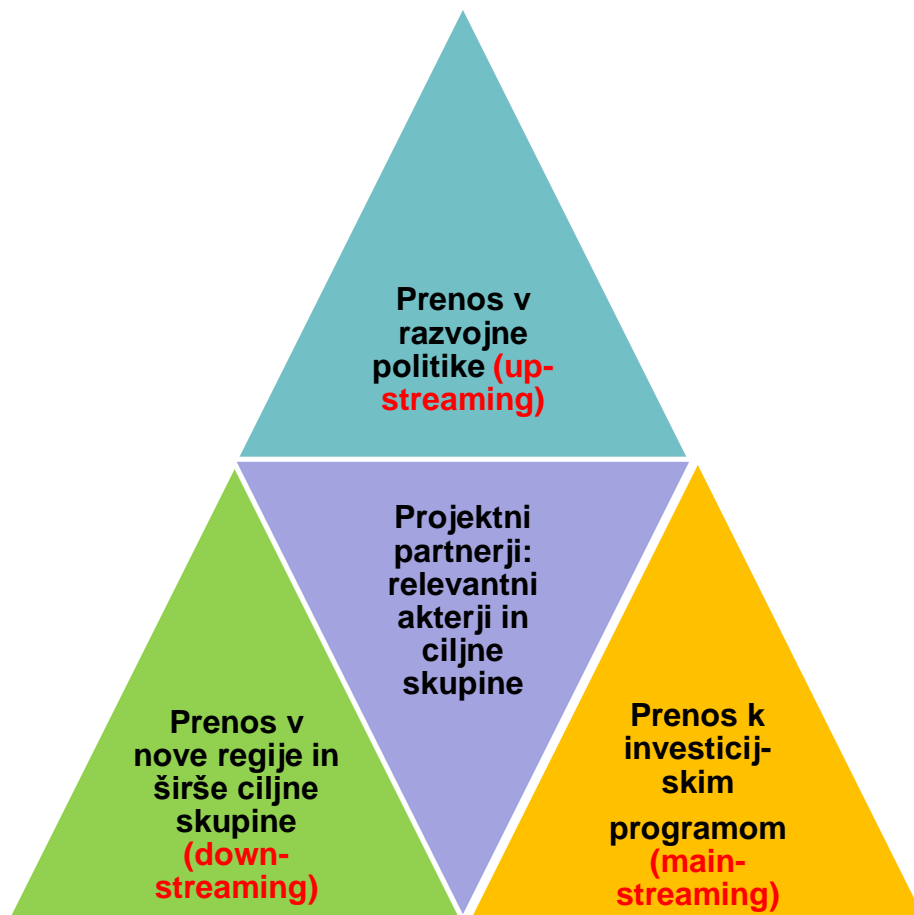 Prenos v
razvojne
politike (up-
streaming)
Projektni
partnerji:
relevantni
akterji in
ciljne
skupine
Prenos v
nove regije in
širše ciljne
skupine
(down-
streaming)
Prenos k
investicij-
skim
programom
(main-
streaming)